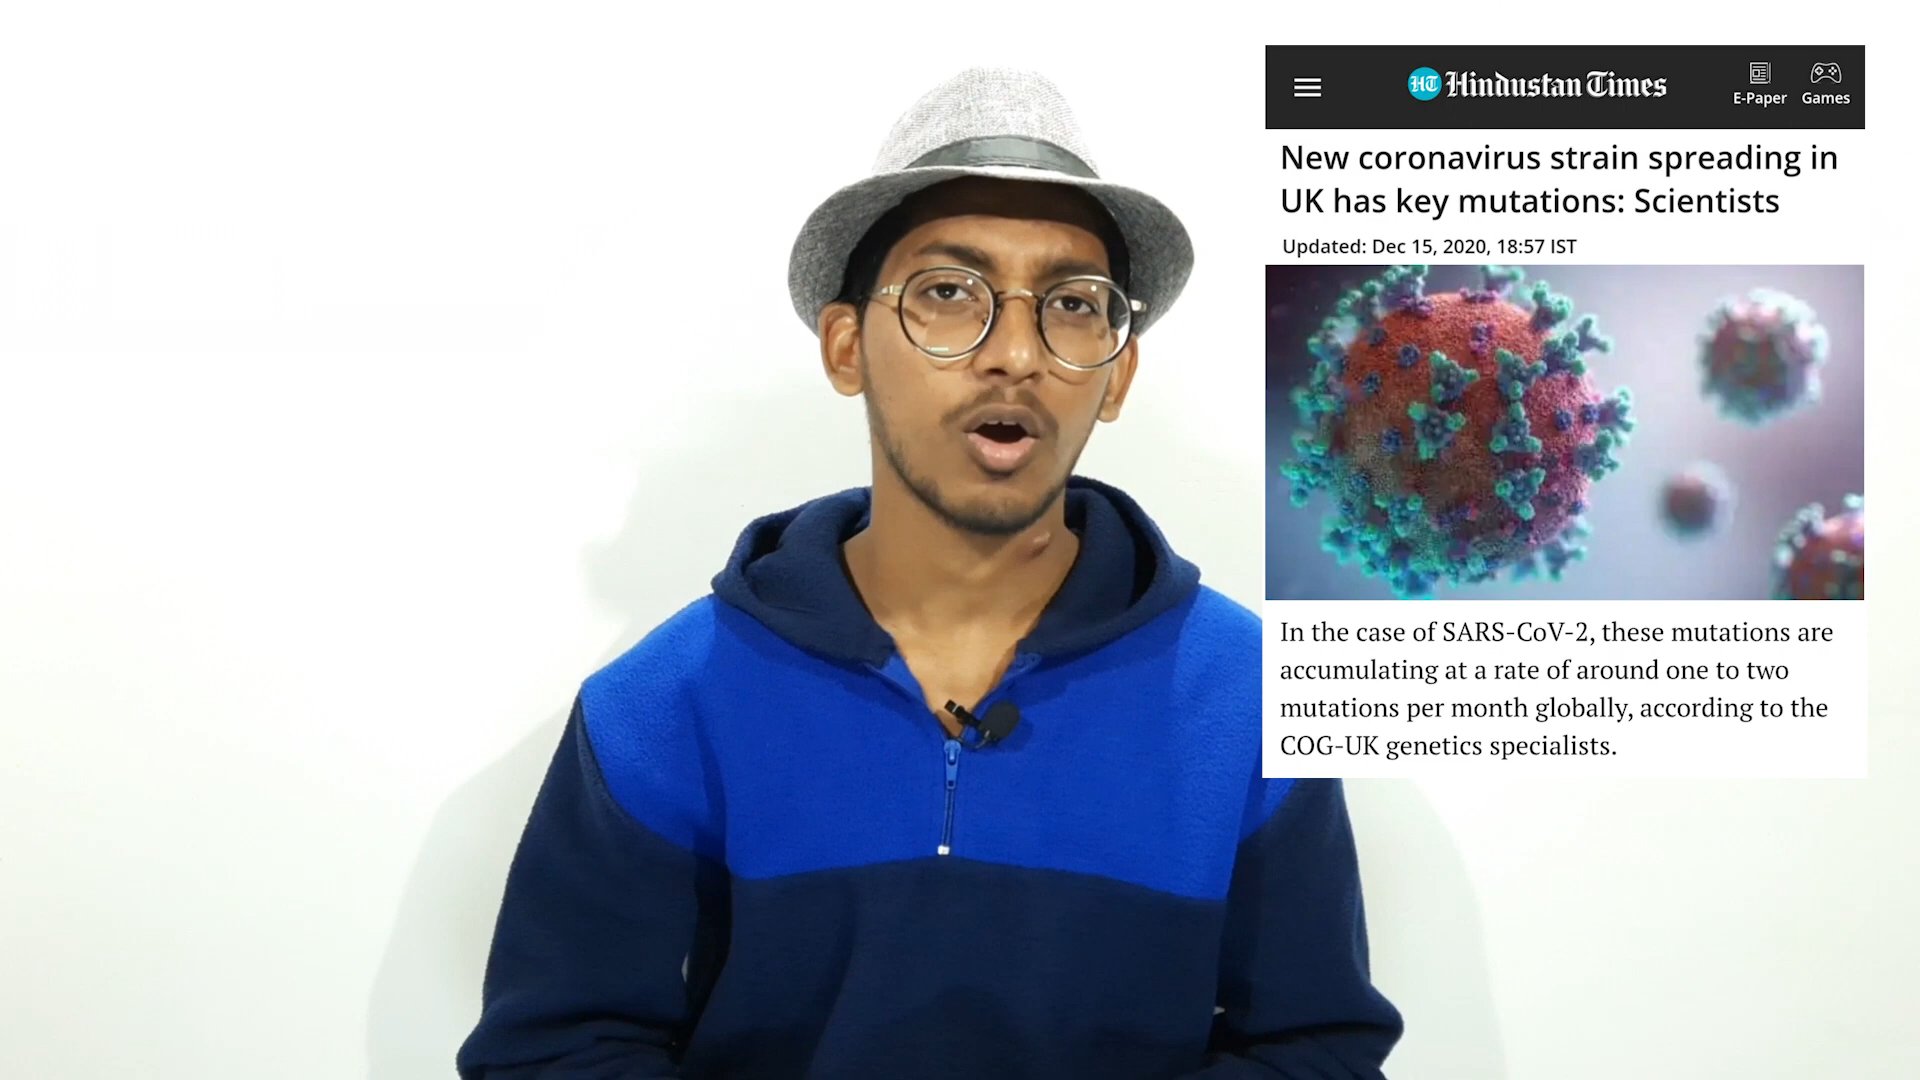 HT Hindustan Times
E-Paper Games
New coronavirus strain spreading in
UK has key mutations: Scientists
Updated: Dec 15, 2020, 18:57 IST
In the case of SARS-CoV-2, these mutations are
accumulating at a rate of around one to two
mutations per month globally, according to the
COG-UK genetics specialists.